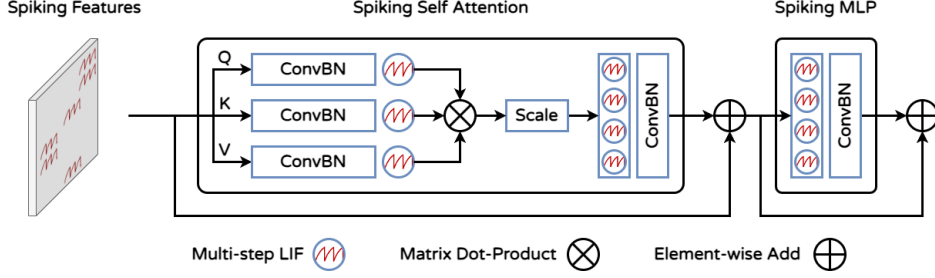 Spiking Features
Spiking Self Attention
Spiking MLP
Q
ConvBN
K
ConvBN
V
ConvBN
Scale
ConvBN
ConvBN
Multi-step LIF
Matrix Dot-Product
Element-wise Add